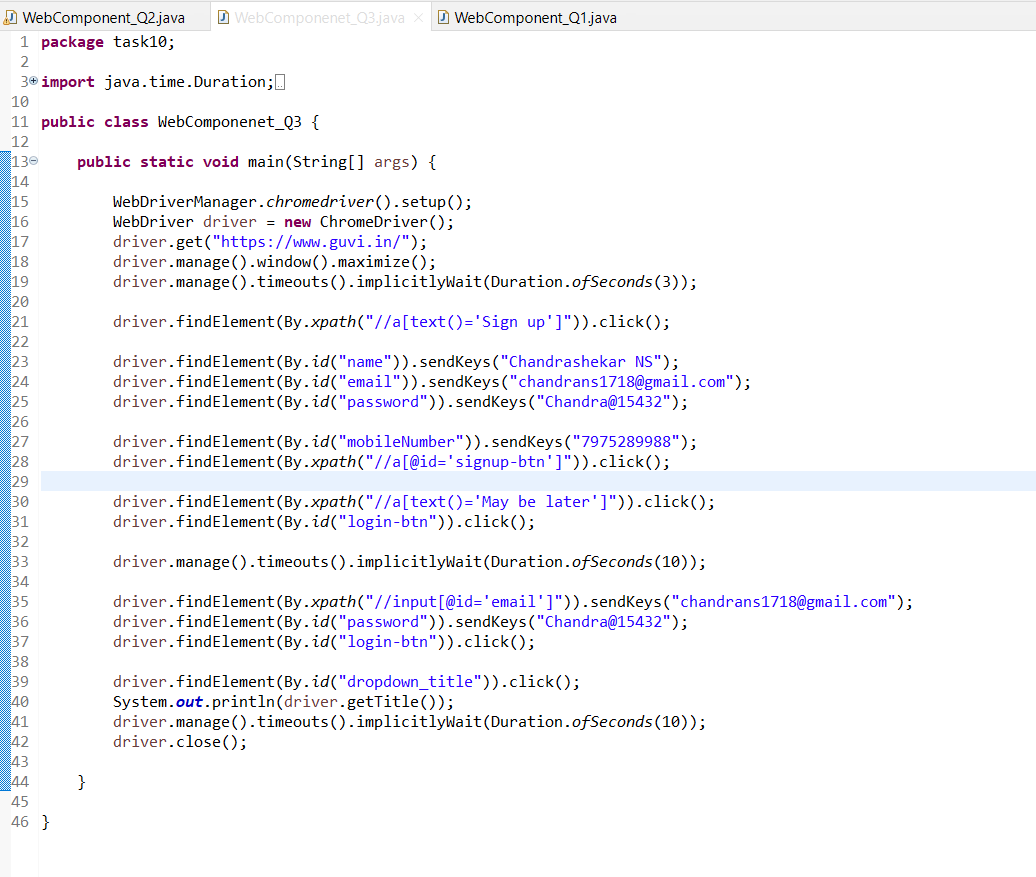 WebComponent_Q2.java WebComponenet_Q3.java WebComponent_Q1.java
1 package task10;
2
3 import java.time.Duration;
10
11 public class WebComponenet_Q3 {
12
13 public static void main(String[] args) {
14
15 WebDriverManager.chromedriver().setup();
16 WebDriver driver = new ChromeDriver();
17 driver.get("https://www.guvi.in/");
18 driver.manage().window().maximize();
19 driver.manage().timeouts().implicitlyWait(Duration.ofSeconds(3));
20
21 driver.findElement(By.xpath("//a[text()='Sign up']")).click();
22
23 driver.findElement(By.id("name")).sendKeys("Chandrashekar NS");
24 driver.findElement(By.id("email")).sendKeys("chandrans1718@gmail.com");
25 driver.findElement(By.id("password")).sendKeys("Chandra@15432");
26
27 driver.findElement(By.id("mobileNumber")).sendKeys("7975289988");
28 driver.findElement(By.xpath("//a[@id='signup-btn']")).click();
29
30 driver.findElement(By.xpath("//a[text()='May be later']")).click();
31 driver.findElement(By.id("login-btn")).click();
32
33 driver.manage().timeouts().implicitlyWait(Duration.ofSeconds(10));
34
35 driver.findElement(By.xpath("//input[@id='email']")).sendKeys("chandrans1718@gmail.com");
36 driver.findElement(By.id("password")).sendKeys("Chandra@15432");
37 driver.findElement(By.id("login-btn")).click();
38
39 driver.findElement(By.id("dropdown_title")).click();
40 System.out.println(driver.getTitle());
41 driver.manage().timeouts().implicitlyWait(Duration.ofSeconds(10));
42 driver.close();
43
44 }
45
46 }